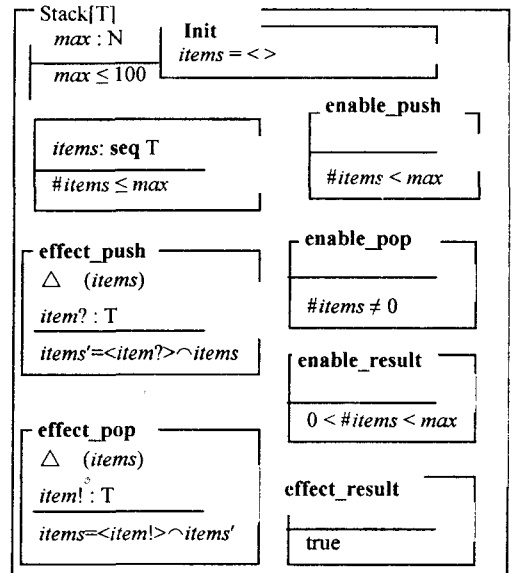 Stack[T]
max : N
max ≤ 100
Init
items = < >
items: seq T
#items ≤ max
enable_push
#items < max
effect_push
△ (items)
item? : T
items′=<item?>⌢items
enable_pop
#items ≠ 0
enable_result
0 < #items < max
effect_pop
△ (items)
item! : T
items=<item!>⌢items′
effect_result
true